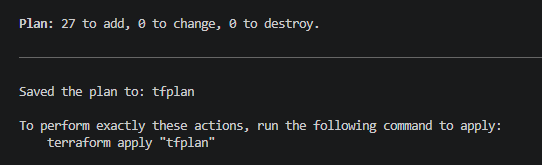 Plan: 27 to add, 0 to change, 0 to destroy.
Saved the plan to: tfplan
To perform exactly these actions, run the following command to apply:
terraform apply "tfplan"